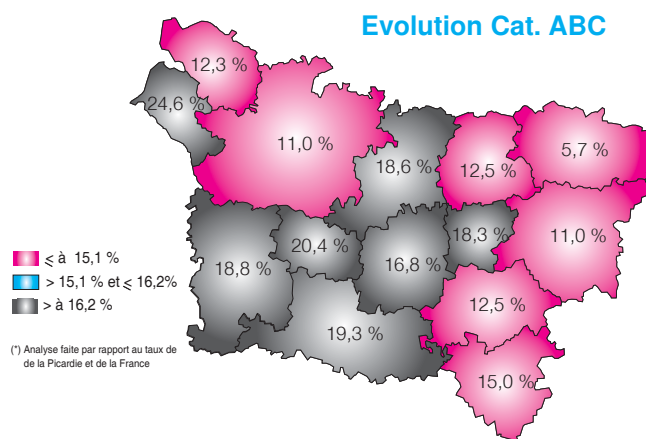 Evolution Cat. ABC
12,3 %
24,6 %
11,0 %
18,6 %
12,5 %
5,7 %
18,8 %
20,4 %
16,8 %
18,3 %
11,0 %
19,3 %
12,5 %
15,0 %
⩽ à 15,1 %
> 15,1 % et ⩽ 16,2%
> à 16,2 %
(*) Analyse faite par rapport au taux de
de la Picardie et de la France